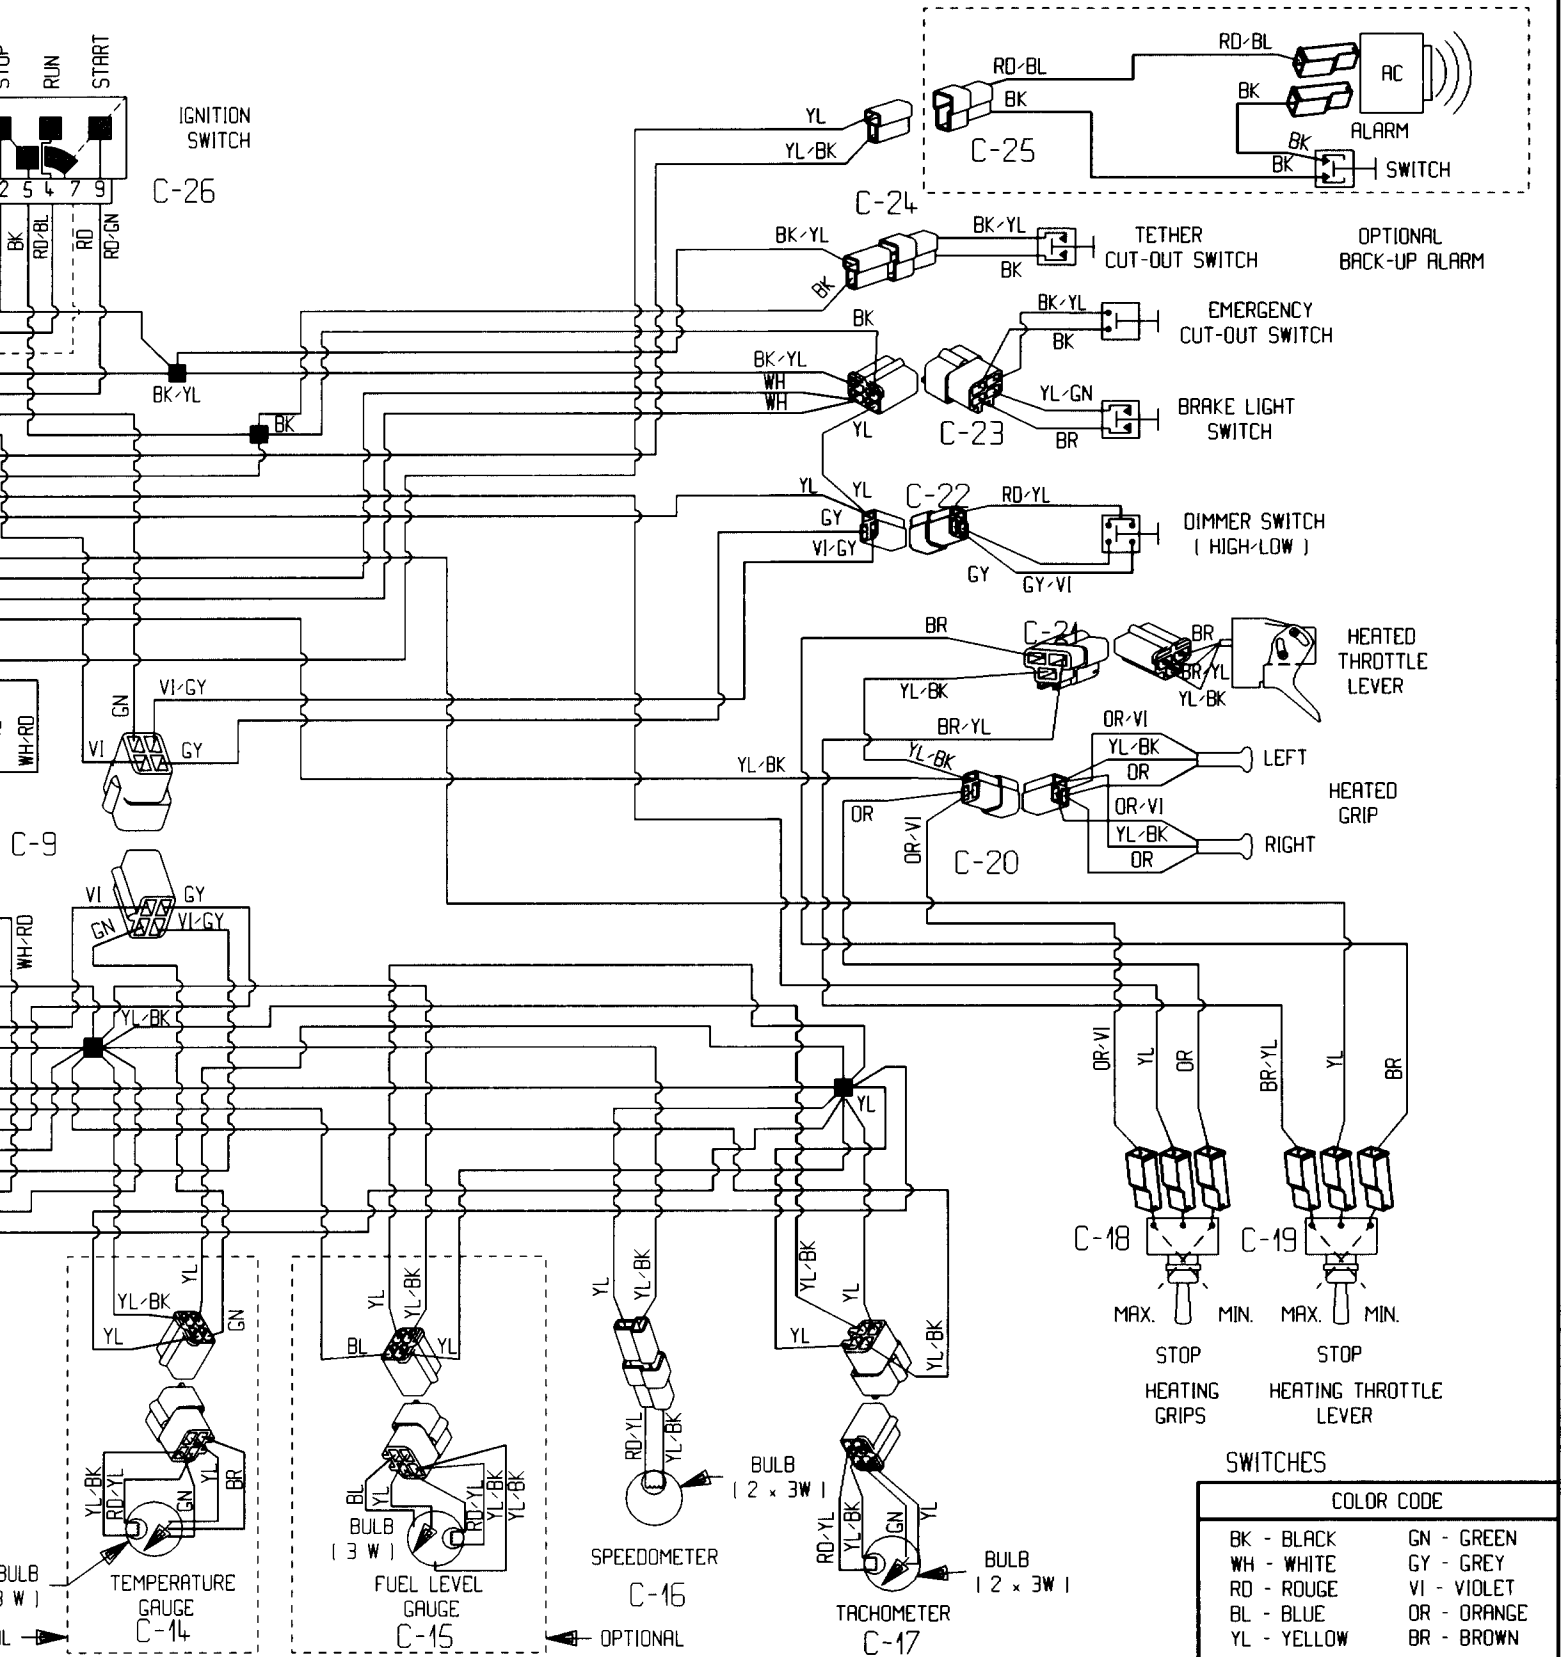 STOP
RUN
START
IGNITION
SWITCH
2 5 4 7 9
C-26
BK
RD/BL
RD
RD/GN
YL
YL/BK
RD/BL
BK
C-25
RD/BL
BK
AC
ALARM
BK
BK
SWITCH
OPTIONAL
BACK-UP ALARM
C-24
BK/YL
BK
BK/YL
BK
TETHER
CUT-OUT SWITCH
BK/YL
BK
EMERGENCY
CUT-OUT SWITCH
BK
BK/YL
WH
WH
YL
C-23
YL/GN
BR
BRAKE LIGHT
SWITCH
BK/YL
BK
YL
YL
GY
VI/GY
C-22
RD/YL
GY
GY/VI
DIMMER SWITCH
( HIGH/LOW )
BR
C-21
YL/BK
BR/YL
BR
BR/YL
YL/BK
HEATED
THROTTLE
LEVER
WH/RD
GN
VI/GY
VI
GY
C-9
YL/BK
YL/BK
OR
OR/VI
C-20
OR/VI
YL/BK
OR
LEFT
OR/VI
YL/BK
OR
RIGHT
HEATED
GRIP
VI
GY
GN
VI/GY
WH/RD
YL/BK
YL
OR/VI
YL
OR
BR/YL
YL
BR
C-18
C-19
MAX.
MIN.
MAX.
MIN.
STOP
STOP
HEATING
GRIPS
HEATING THROTTLE
LEVER
SWITCHES
YL
YL/BK
YL
GN
YL/BK
RD/YL
GN
YL
BR
BULB
3 W )
TEMPERATURE
GAUGE
C-14
YL
YL/BK
BL
YL
BL
YL
RD/YL
YL/BK
YL/BK
BULB
( 3 W )
FUEL LEVEL
GAUGE
C-15
OPTIONAL
YL
YL/BK
RD/YL
YL/BK
BULB
( 2 x 3W )
SPEEDOMETER
C-16
YL/BK
YL
YL
YL/BK
RD/YL
YL/BK
GN
YL
BULB
( 2 x 3W )
TACHOMETER
C-17
COLOR CODE
BK - BLACK GN - GREEN
WH - WHITE GY - GREY
RD - ROUGE VI - VIOLET
BL - BLUE OR - ORANGE
YL - YELLOW BR - BROWN